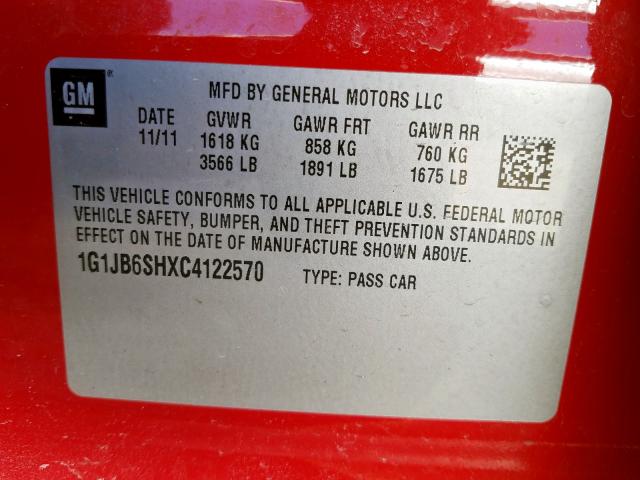 GM®
MFD BY GENERAL MOTORS LLC
DATE GVWR GAWR FRT GAWR RR
11/11 1618 KG 858 KG 760 KG
3566 LB 1891 LB 1675 LB
THIS VEHICLE CONFORMS TO ALL APPLICABLE U.S. FEDERAL MOTOR
VEHICLE SAFETY, BUMPER, AND THEFT PREVENTION STANDARDS IN
EFFECT ON THE DATE OF MANUFACTURE SHOWN ABOVE.
1G1JB6SHXC4122570 TYPE: PASS CAR